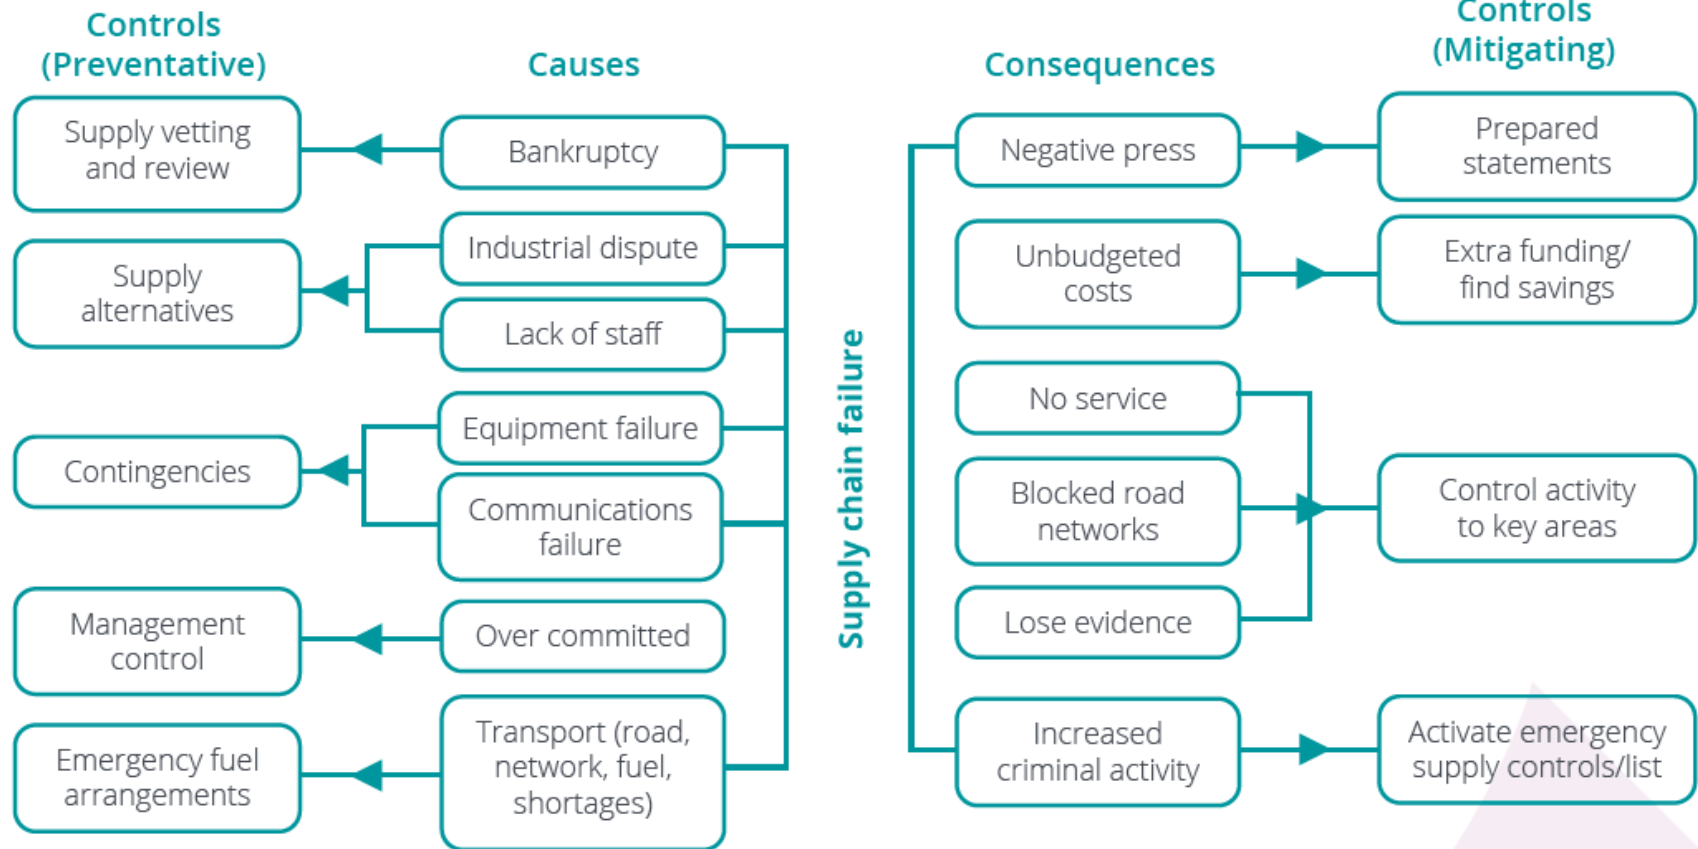 Controls
(Preventative)
Causes
Consequences
Controls
(Mitigating)
Supply vetting
and review
Bankruptcy
Negative press
Prepared
statements
Supply
alternatives
Industrial dispute
Lack of staff
Unbudgeted
costs
Extra funding/
find savings
Supply chain failure
Contingencies
Equipment failure
Communications
failure
No service
Blocked road
networks
Lose evidence
Control activity
to key areas
Management
control
Over committed
Emergency fuel
arrangements
Transport (road,
network, fuel,
shortages)
Increased
criminal activity
Activate emergency
supply controls/list